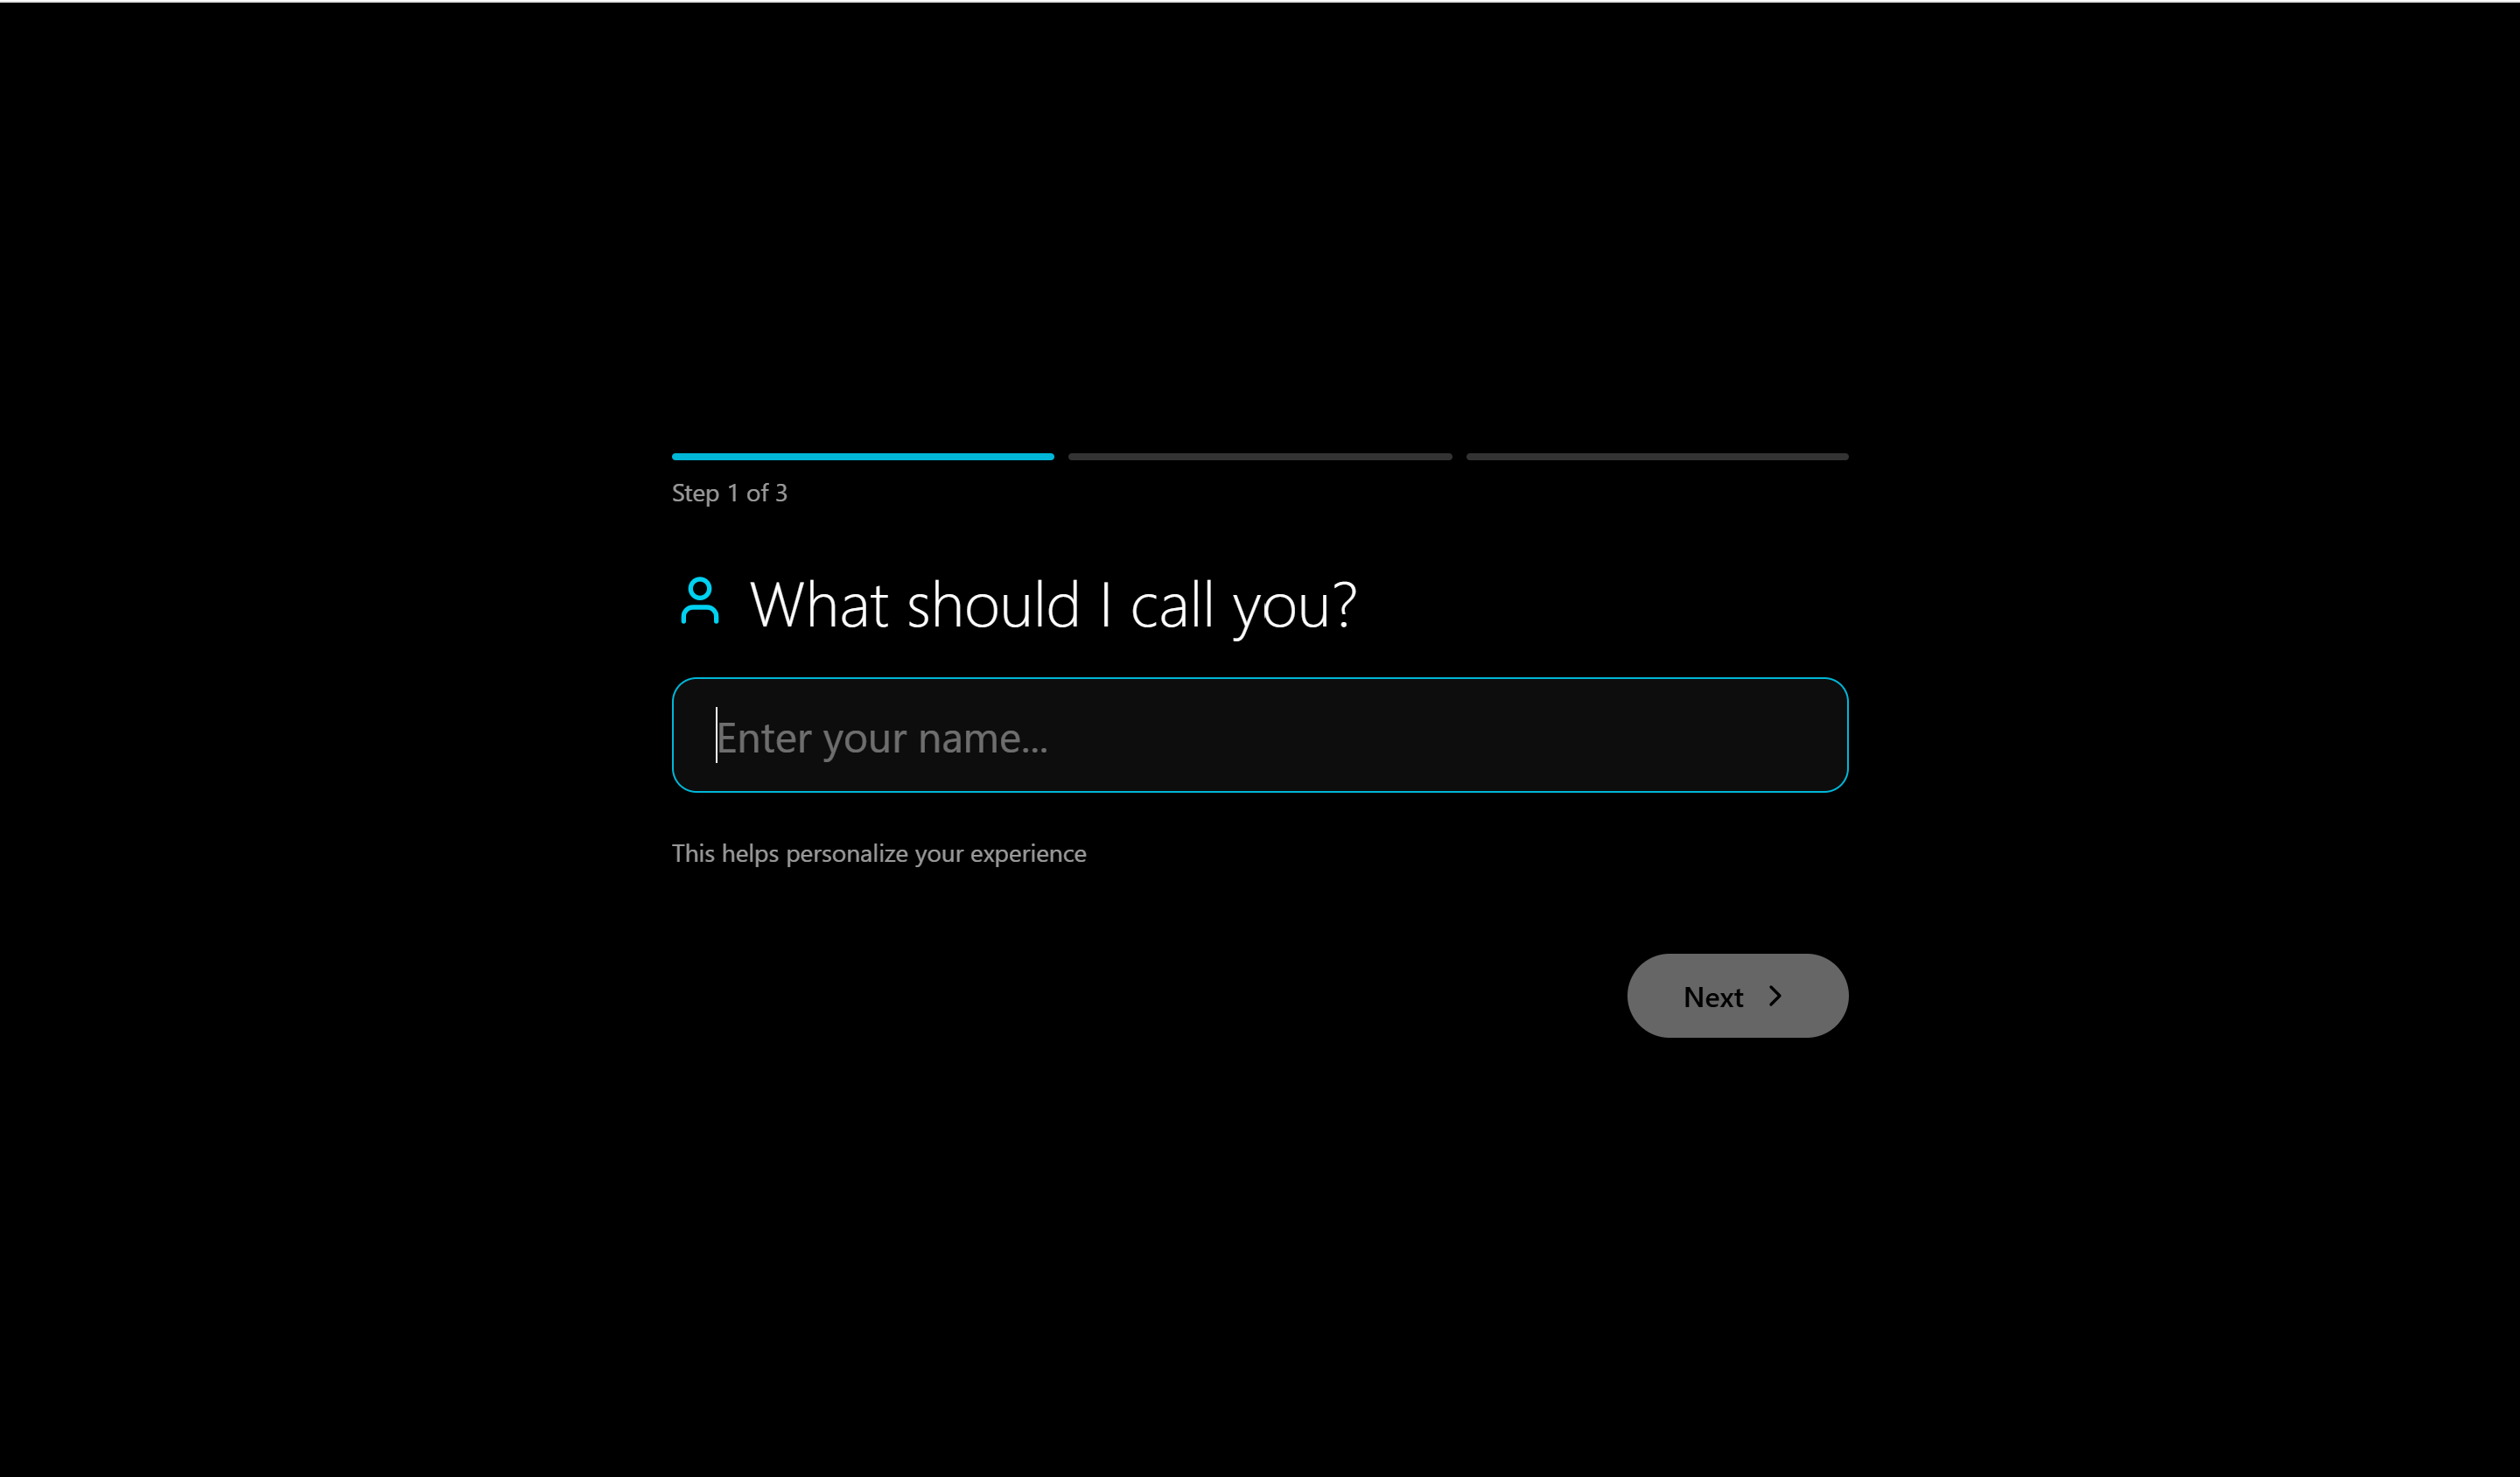 Step 1 of 3
What should I call you?
Enter your name...
This helps personalize your experience
Next